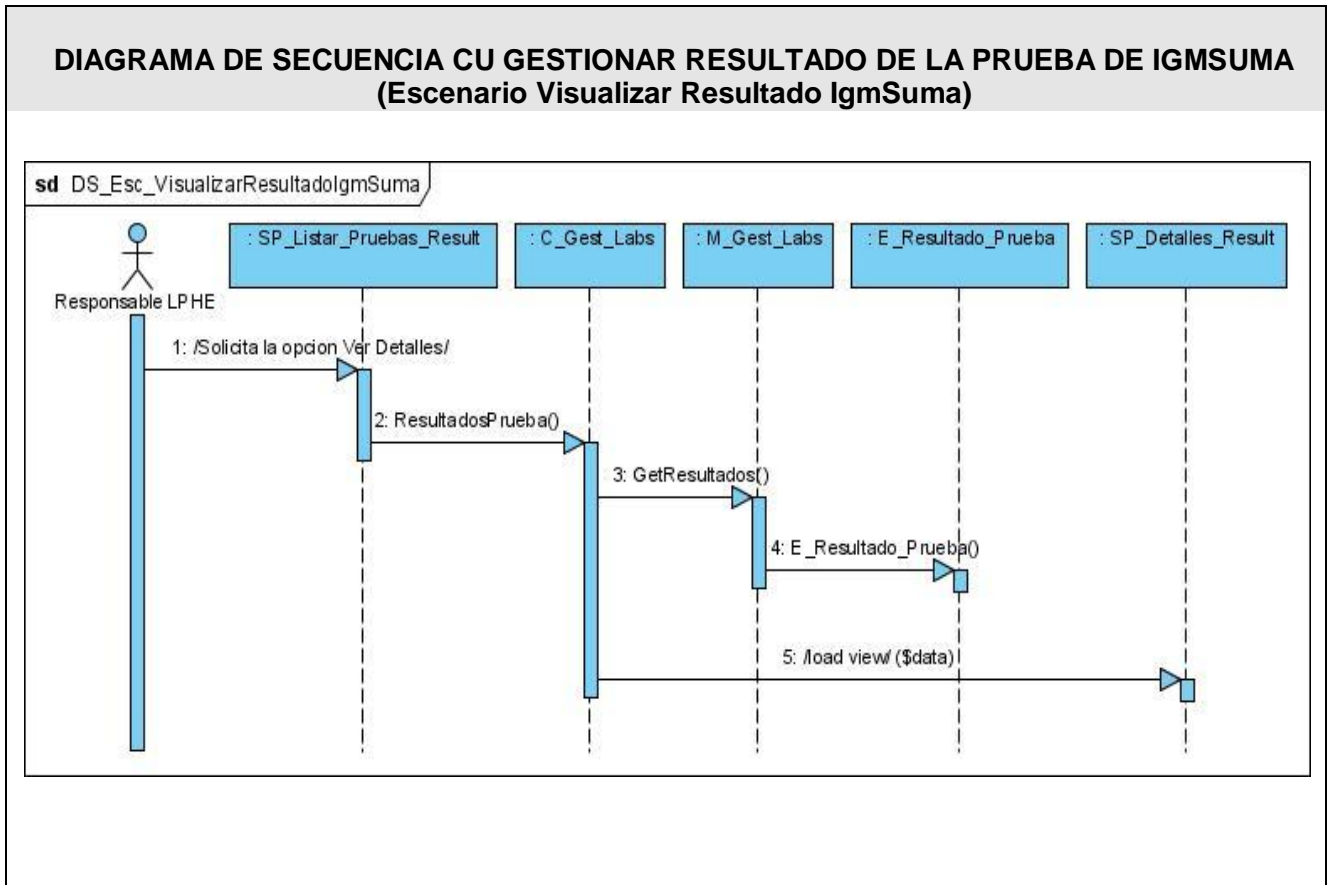 DIAGRAMA DE SECUENCIA CU GESTIONAR RESULTADO DE LA PRUEBA DE IGMSUMA
(Escenario Visualizar Resultado IgmSuma)
sd DS_Esc_VisualizarResultadoIgmSuma
: SP_Listar_Pruebas_Result
: C_Gest_Labs
: M_Gest_Labs
: E_Resultado_Prueba
: SP_Detalles_Result
Responsable LPHE
1: /Solicita la opcion Ver Detalles/
2: ResultadosPrueba()
3: GetResultados()
4: E_Resultado_Prueba()
5: /load view/ ($data)